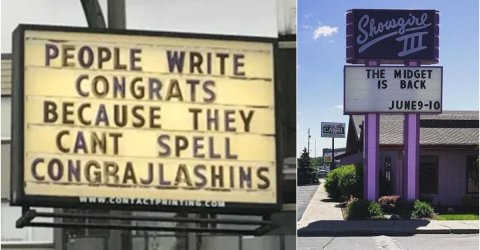 PEOPLE WRITE
CONGRATS
BECAUSE THEY
CANT SPELL
CONGRAJLASHINS
WWW.CONTACTPRINTING.COM
Showgirl
III
THE MIDGET
IS BACK
JUNE9-10
CASH